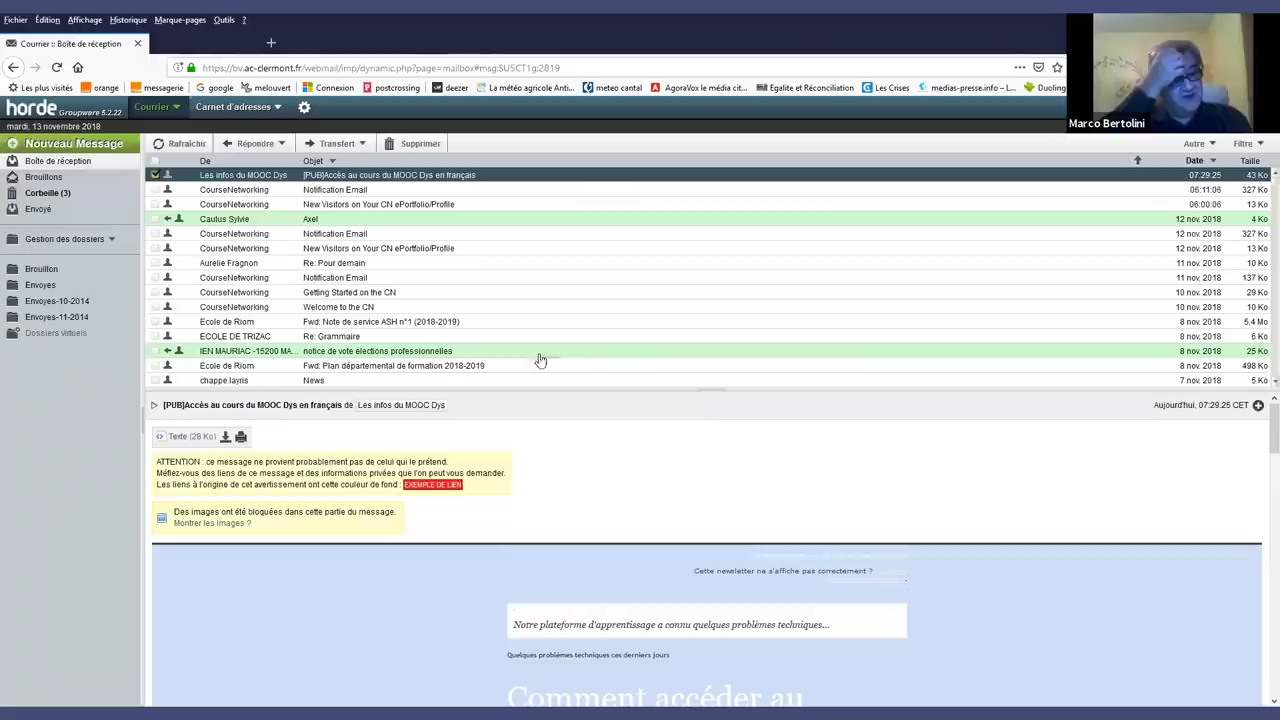 Fichier Édition Affichage Historique Marque-pages Outils ?
Courrier :: Boîte de réception
https://bv.ac-clermont.fr/webmail/imp/dynamic.php?page=mailbox#msg:SU5CT1g:2819
Les plus visités orange messagerie google melouvert Connexion postcrossing deezer La météo agricole Anti... meteo cantal AgoraVox le média cit... Egalite et Réconciliation Les Crises medias-presse.info – L... Duoling
Marco Bertolini
horde Groupware 5.2.22 Courrier Carnet d'adresses
mardi, 13 novembre 2018
Nouveau Message
Boîte de réception
Brouillons
Corbeille (3)
Envoyé
Gestion des dossiers
Brouillon
Envoyes
Envoyes-10-2014
Envoyes-11-2014
Dossiers virtuels
Rafraîchir Répondre Transfert Supprimer Autre Filtre
De Objet Date Taille
Les infos du MOOC Dys [PUB]Accès au cours du MOOC Dys en français 07:29:25 43 Ko
CourseNetworking Notification Email 06:11:06 327 Ko
CourseNetworking New Visitors on Your CN ePortfolio/Profile 06:00:06 13 Ko
Caulus Sylvie Axel 12 nov. 2018 4 Ko
CourseNetworking Notification Email 12 nov. 2018 327 Ko
CourseNetworking New Visitors on Your CN ePortfolio/Profile 12 nov. 2018 13 Ko
Aurelie Fragnon Re: Pour demain 11 nov. 2018 10 Ko
CourseNetworking Notification Email 11 nov. 2018 137 Ko
CourseNetworking Getting Started on the CN 10 nov. 2018 29 Ko
CourseNetworking Welcome to the CN 10 nov. 2018 10 Ko
Ecole de Riom Fwd: Note de service ASH n°1 (2018-2019) 8 nov. 2018 5,4 Mo
ECOLE DE TRIZAC Re: Grammaire 8 nov. 2018 6 Ko
IEN MAURIAC -15200 MA... notice de vote elections professionnelles 8 nov. 2018 25 Ko
Ecole de Riom Fwd: Plan départemental de formation 2018-2019 8 nov. 2018 498 Ko
chappe.layris News 7 nov. 2018 5 Ko
[PUB]Accès au cours du MOOC Dys en français de Les infos du MOOC Dys Aujourd'hui, 07:29:25 CET
Texte (28 Ko)
ATTENTION : ce message ne provient probablement pas de celui qui le prétend.
Méfiez-vous des liens de ce message et des informations privées que l'on peut vous demander.
Les liens à l'origine de cet avertissement ont cette couleur de fond : EXEMPLE DE LIEN
Des images ont été bloquées dans cette partie du message.
Montrer les images ?
Cette newsletter ne s'affiche pas correctement ?
Notre plateforme d'apprentissage a connu quelques problèmes techniques...
Quelques problèmes techniques ces derniers jours
Comment accéder au